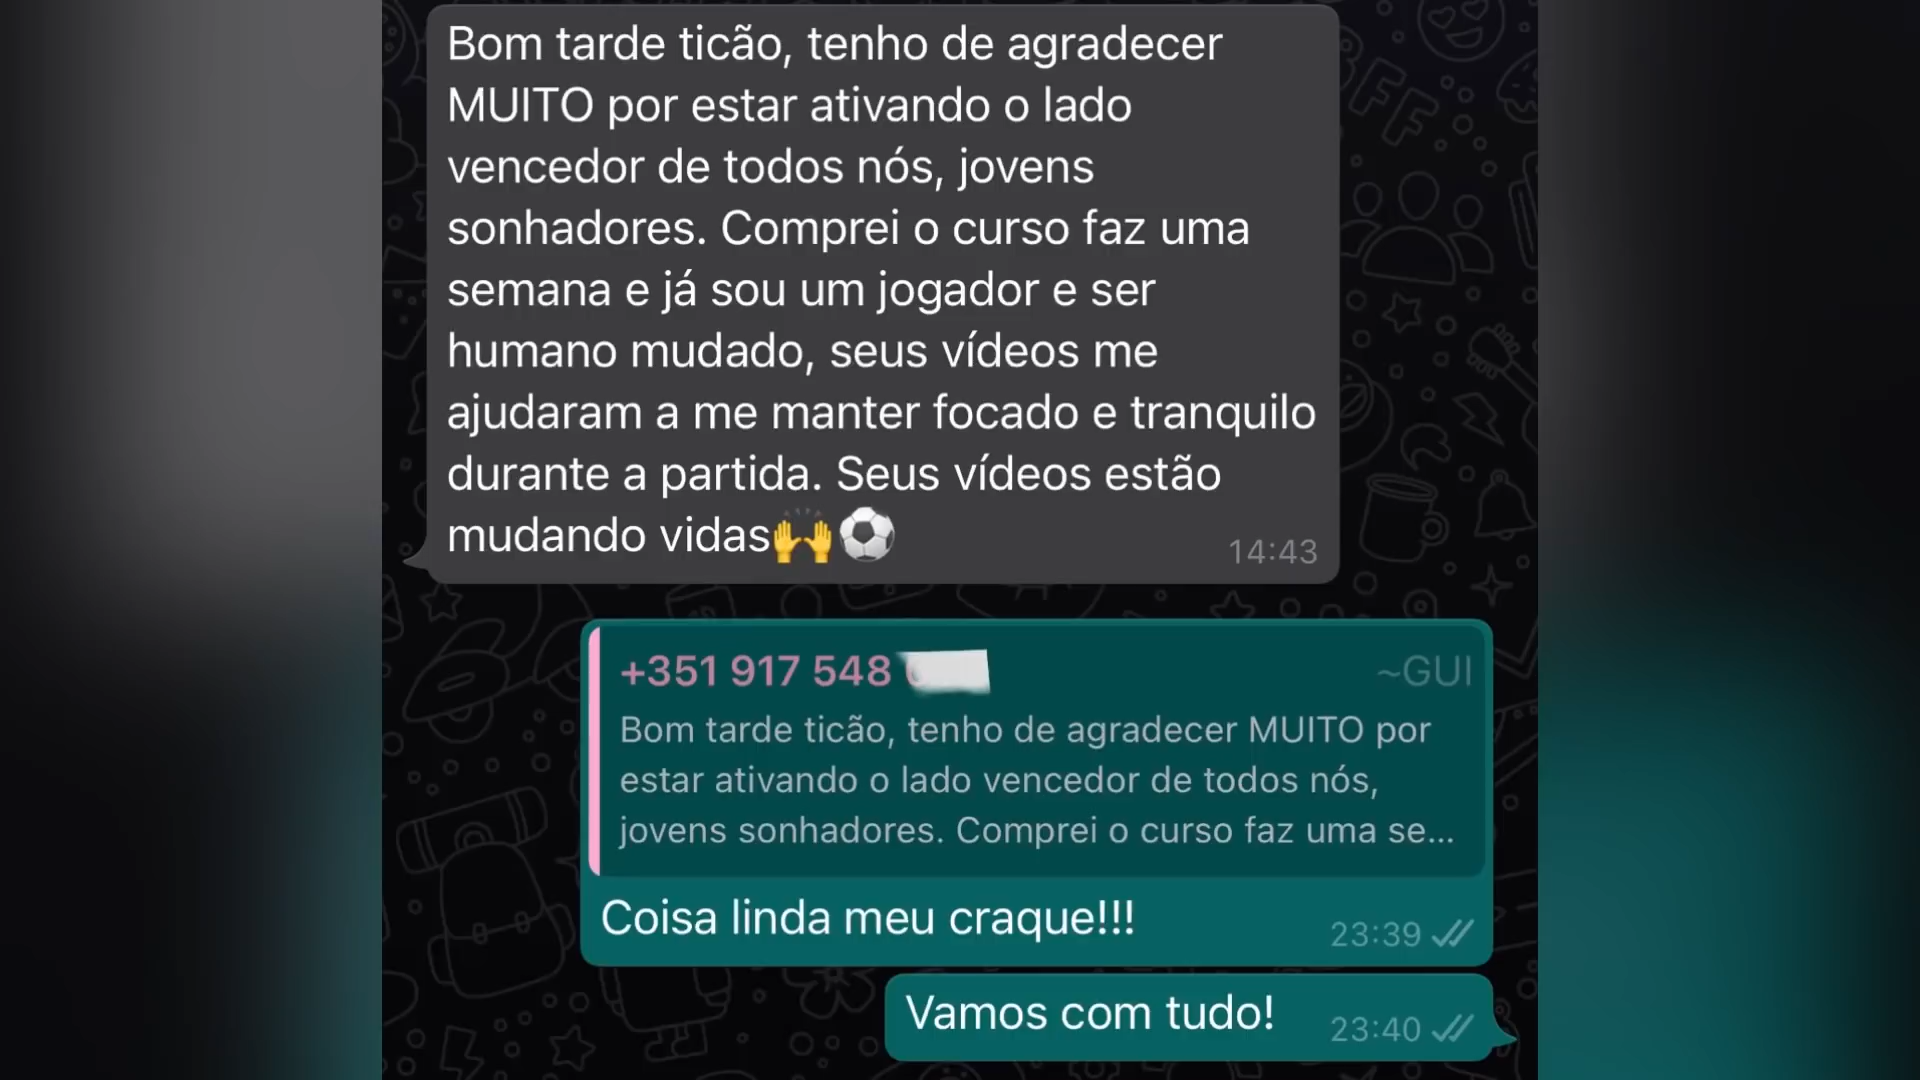 Bom tarde ticão, tenho de agradecer
MUITO por estar ativando o lado
vencedor de todos nós, jovens
sonhadores. Comprei o curso faz uma
semana e já sou um jogador e ser
humano mudado, seus vídeos me
ajudaram a me manter focado e tranquilo
durante a partida. Seus vídeos estão
mudando vidas🙌⚽
14:43
+351 917 548
~GUI
Bom tarde ticão, tenho de agradecer MUITO por
estar ativando o lado vencedor de todos nós,
jovens sonhadores. Comprei o curso faz uma se...
Coisa linda meu craque!!!
23:39
Vamos com tudo!
23:40